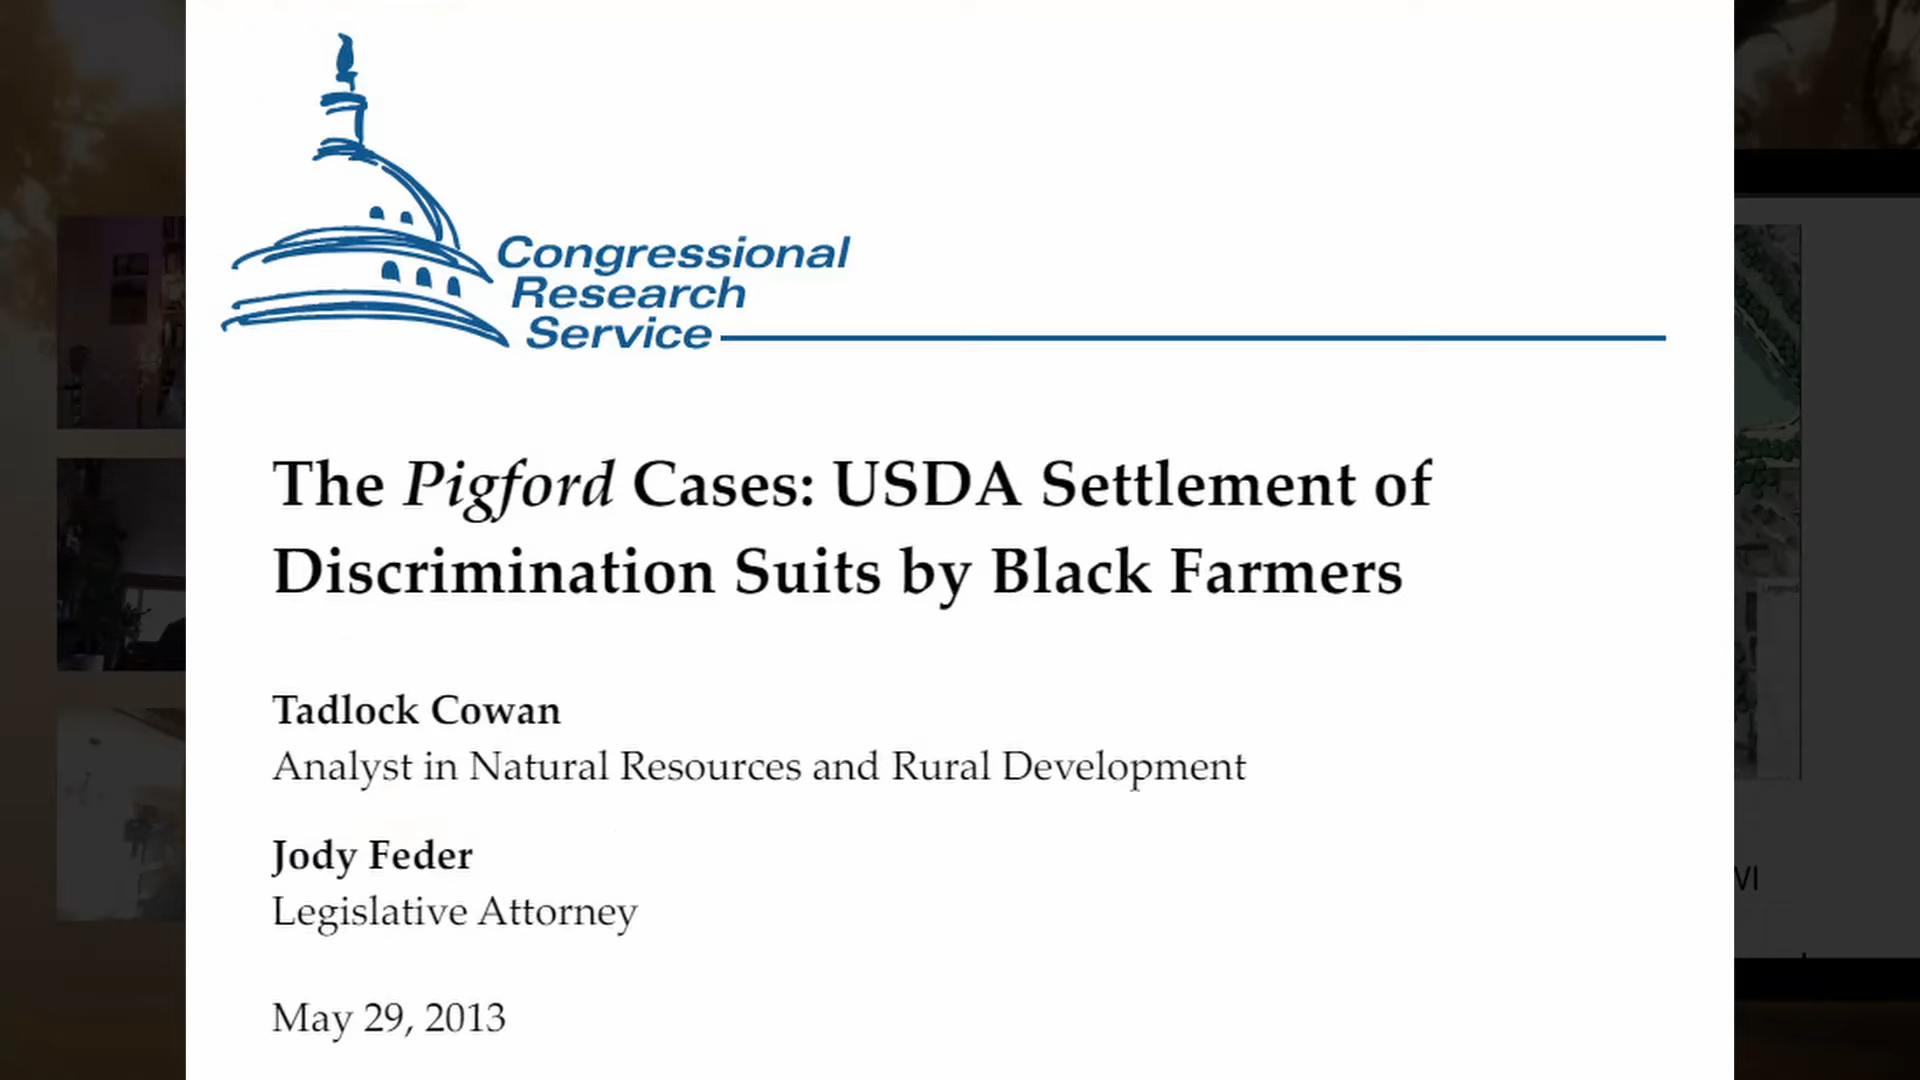 Congressional
Research
Service
The Pigford Cases: USDA Settlement of
Discrimination Suits by Black Farmers
Tadlock Cowan
Analyst in Natural Resources and Rural Development
Jody Feder
Legislative Attorney
May 29, 2013